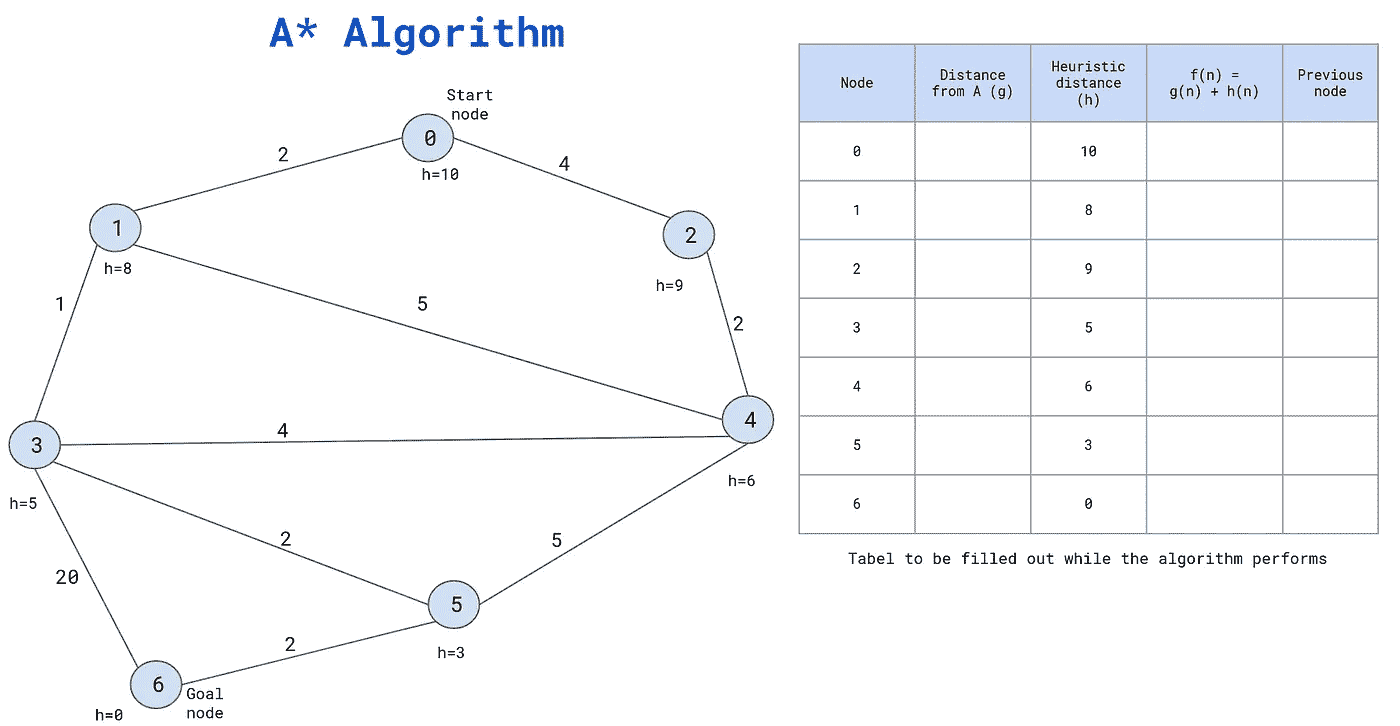 A* Algorithm
Start
node
0
h=10
2
4
1
h=8
2
h=9
1
5
2
3
h=5
4
4
h=6
2
5
20
5
h=3
2
6
Goal
node
h=0
Node
Distance
from A (g)
Heuristic
distance
(h)
f(n) =
g(n) + h(n)
Previous
node
0 10
1 8
2 9
3 5
4 6
5 3
6 0
Tabel to be filled out while the algorithm performs